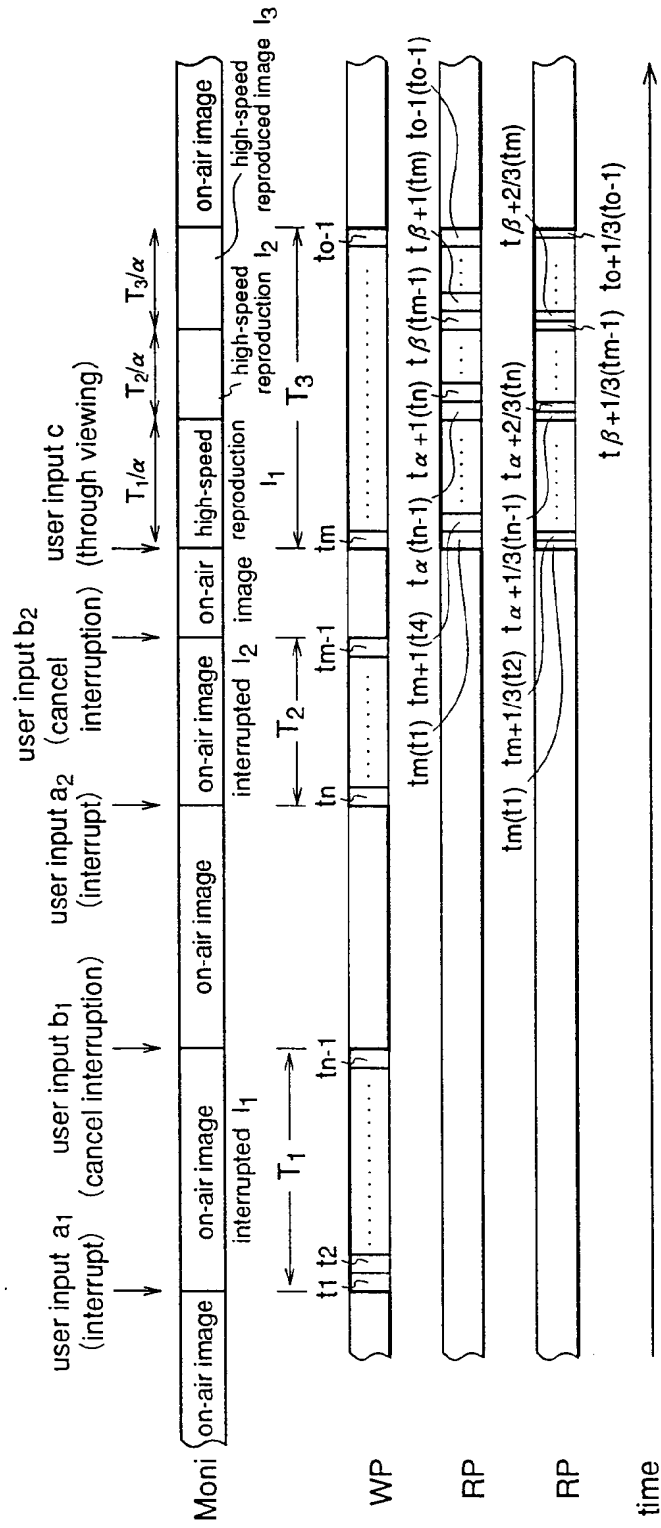 user input a1
(interrupt)
user input b1
(cancel interruption)
user input a2
(interrupt)
user input b2
(cancel
interruption)
user input c
(through viewing)
T1/α
T2/α
T3/α
Moni
on-air image
on-air image
interrupted I1
on-air image
on-air image
interrupted I2
on-air
image
high-speed
reproduction
I1
high-speed
reproduction I2
high-speed
reproduced image I3
on-air image
T1
T2
T3
WP
t1 t2
tn-1
tn
tm-1
tm
to-1
RP
tm(t1)
tm+1(t4)
tα(tn-1)
tα+1(tn)
tβ(tm-1)
tβ+1(tm)
to-1(to-1)
RP
tm(t1)
tm+1/3(t2)
tα+1/3(tn-1)
tα+2/3(tn)
tβ+1/3(tm-1)
tβ+2/3(tm)
to+1/3(to-1)
time